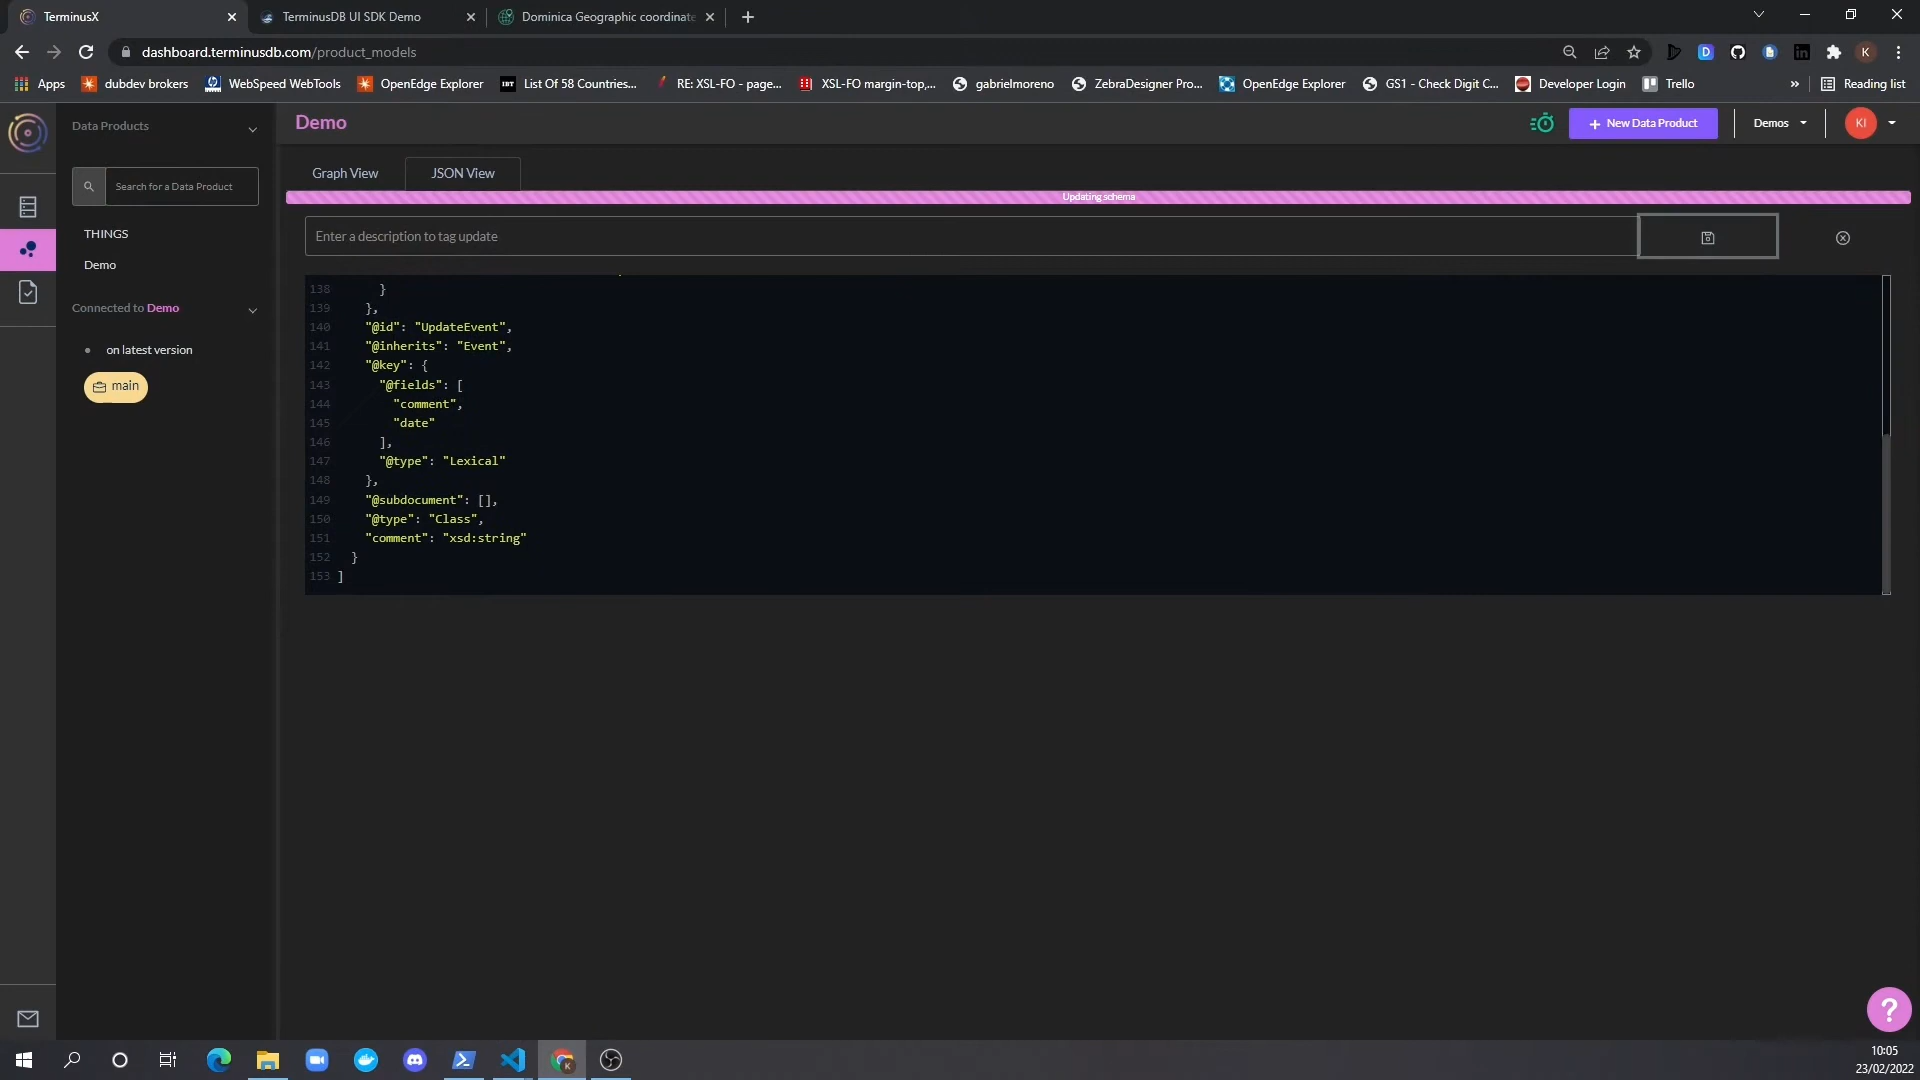 TerminusX
TerminusDB UI SDK Demo
Dominica Geographic coordinate
dashboard.terminusdb.com/product_models
Apps
dubdev brokers
WebSpeed WebTools
OpenEdge Explorer
List Of 58 Countries...
RE: XSL-FO - page...
XSL-FO margin-top,...
gabrielmoreno
ZebraDesigner Pro...
OpenEdge Explorer
GS1 - Check Digit C...
Developer Login
Trello
»
Reading list
Data Products
Demo
+ New Data Product
Demos
KI
Search for a Data Product
THINGS
Demo
Connected to Demo
on latest version
main
Graph View
JSON View
Updating schema
Enter a description to tag update
138 }
139 },
140 "@id": "UpdateEvent",
141 "@inherits": "Event",
142 "@key": {
143 "@fields": [
144 "comment",
145 "date"
146 ],
147 "@type": "Lexical"
148 },
149 "@subdocument": [],
150 "@type": "Class",
151 "comment": "xsd:string"
152 }
153 ]
?
10:05
23/02/2022